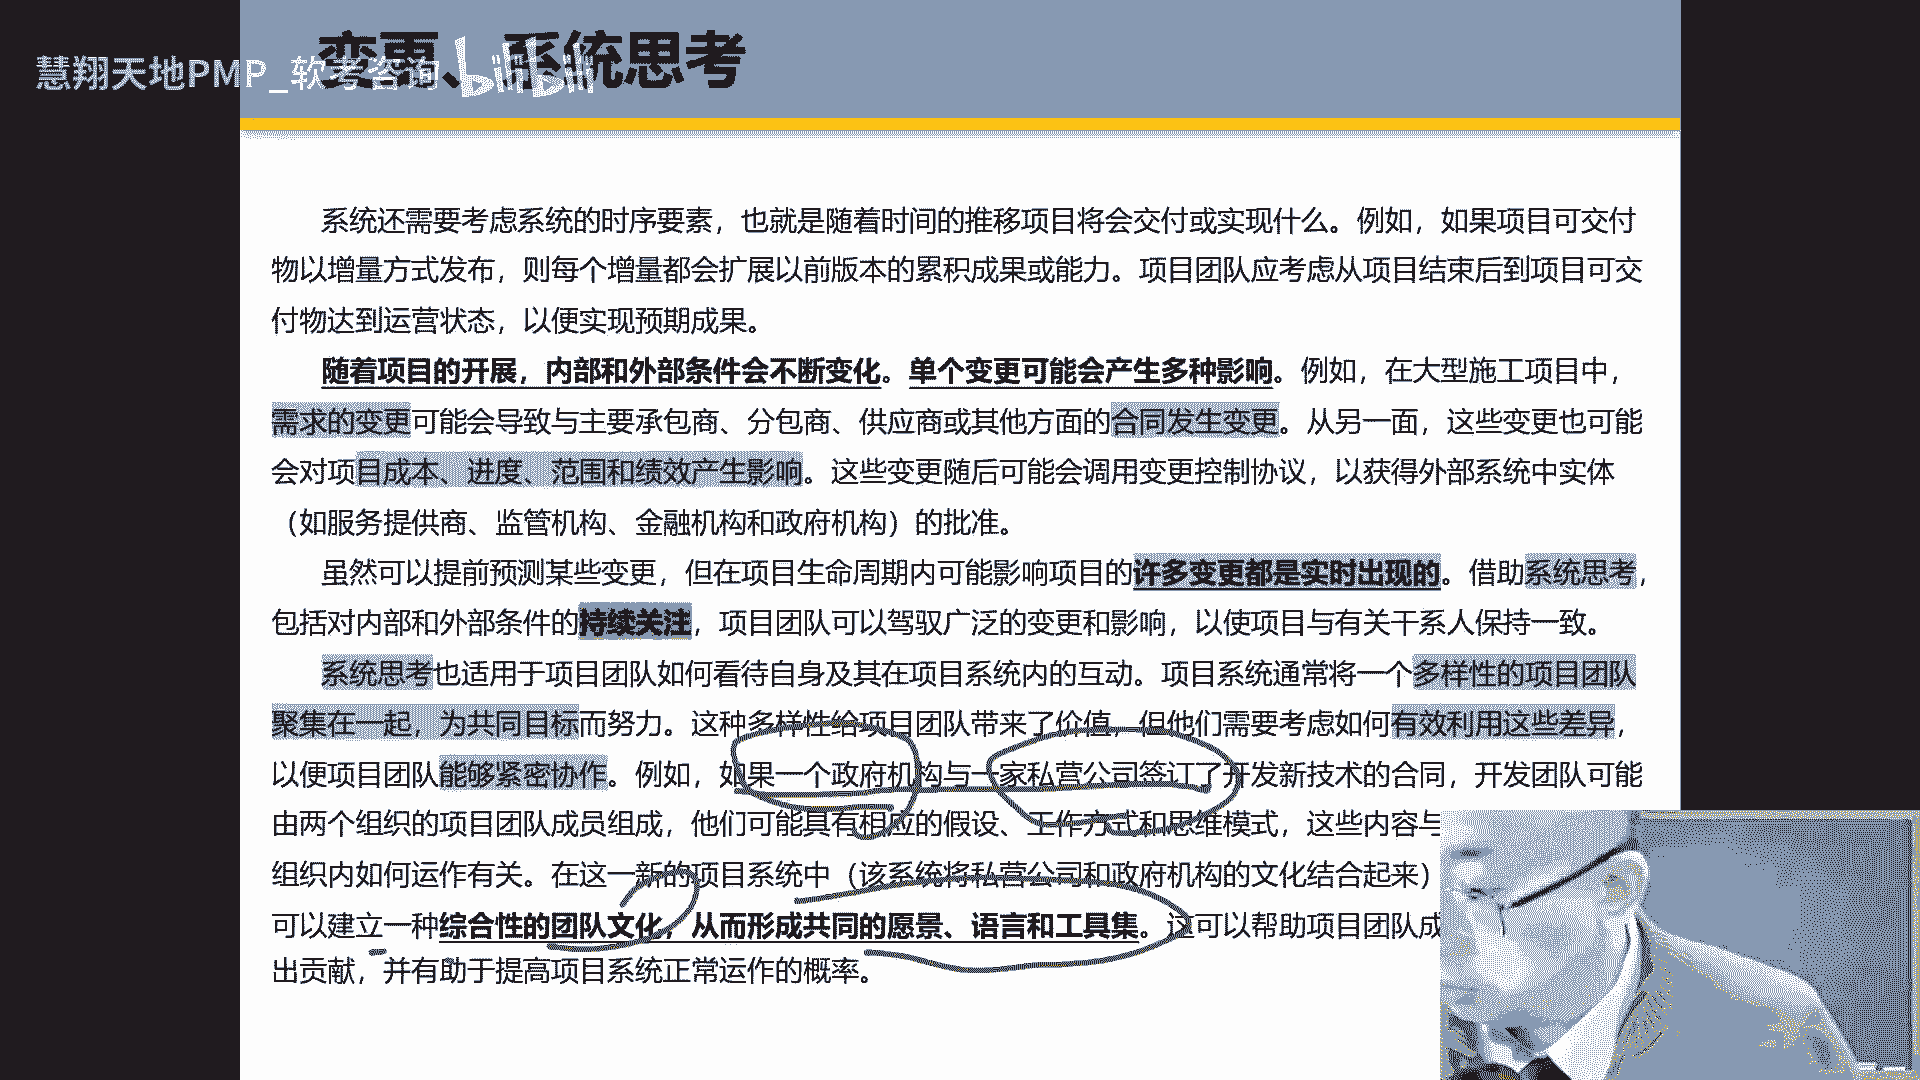 变更、系统思考
慧翔天地PMP_软考咨询 bilibili
系统还需要考虑系统的时序要素，也就是随着时间的推移项目将会交付或实现什么。例如，如果项目可交付
物以增量方式发布，则每个增量都会扩展以前版本的累积成果或能力。项目团队应考虑从项目结束后到项目可交
付物达到运营状态，以便实现预期成果。
随着项目的开展，内部和外部条件会不断变化。单个变更可能会产生多种影响。例如，在大型施工项目中，
需求的变更可能会导致与主要承包商、分包商、供应商或其他方面的合同发生变更。从另一面，这些变更也可能
会对项目成本、进度、范围和绩效产生影响。这些变更随后可能会调用变更控制协议，以获得外部系统中实体
（如服务提供商、监管机构、金融机构和政府机构）的批准。
虽然可以提前预测某些变更，但在项目生命周期内可能影响项目的许多变更都是实时出现的。借助系统思考，
包括对内部和外部条件的持续关注，项目团队可以驾驭广泛的变更和影响，以使项目与有关干系人保持一致。
系统思考也适用于项目团队如何看待自身及其在项目系统内的互动。项目系统通常将一个多样性的项目团队
聚集在一起，为共同目标而努力。这种多样性给项目团队带来了价值，但他们需要考虑如何有效利用这些差异，
以便项目团队能够紧密协作。例如，如果一个政府机构与一家私营公司签订了开发新技术的合同，开发团队可能
由两个组织的项目团队成员组成，他们可能具有相应的假设、工作方式和思维模式，这些内容与
组织内如何运作有关。在这一新的项目系统中（该系统将私营公司和政府机构的文化结合起来）
可以建立一种综合性的团队文化，从而形成共同的愿景、语言和工具集。这可以帮助项目团队成
出贡献，并有助于提高项目系统正常运作的概率。